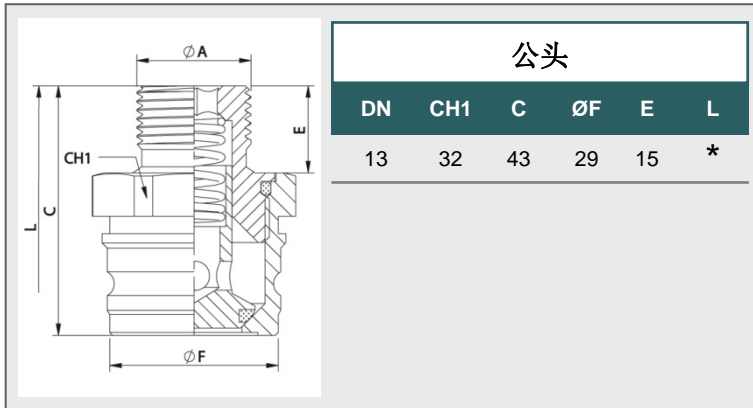 ØA
E
CH1
L
C
ØF
公头
DN CH1 C ØF E L
13 32 43 29 15 *